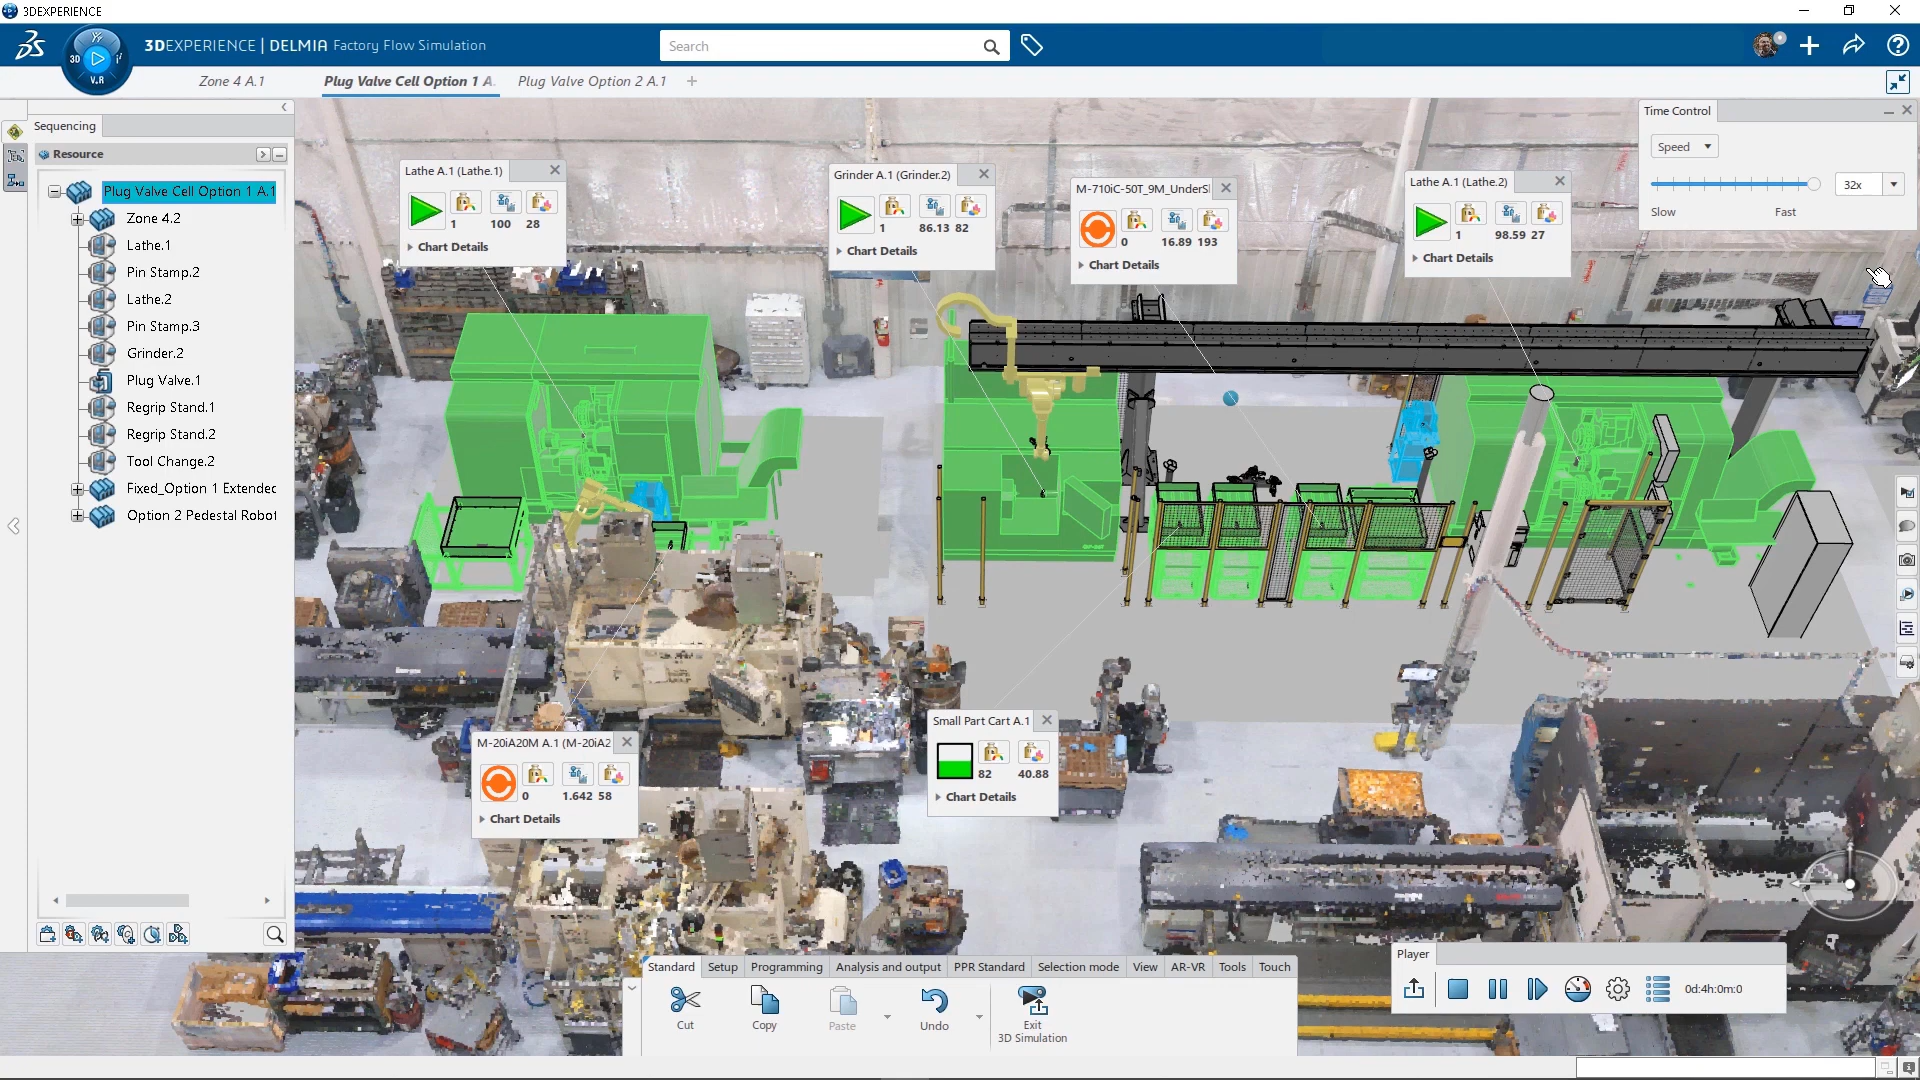 3DEXPERIENCE
3DEXPERIENCE | DELMIA Factory Flow Simulation
Search
3D
V.R
Zone 4 A.1
Plug Valve Cell Option 1 A.
Plug Valve Option 2 A.1
Sequencing
Resource
Plug Valve Cell Option 1 A.1
Zone 4.2
Lathe.1
Pin Stamp.2
Lathe.2
Pin Stamp.3
Grinder.2
Plug Valve.1
Regrip Stand.1
Regrip Stand.2
Tool Change.2
Fixed_Option 1 Extended
Option 2 Pedestal Robot
Lathe A.1 (Lathe.1)
1 100 28
Chart Details
Grinder A.1 (Grinder.2)
1 86.13 82
Chart Details
M-710iC-50T_9M_UnderSl
0 16.89 193
Chart Details
Lathe A.1 (Lathe.2)
1 98.59 27
Chart Details
Time Control
Speed
32x
Slow Fast
M-20iA20M A.1 (M-20iA2
0 1.642 58
Chart Details
Small Part Cart A.1
82 40.88
Chart Details
Standard Setup Programming Analysis and output PPR Standard Selection mode View AR-VR Tools Touch
Cut
Copy
Paste
Undo
Exit
3D Simulation
Player
0d:4h:0m:0